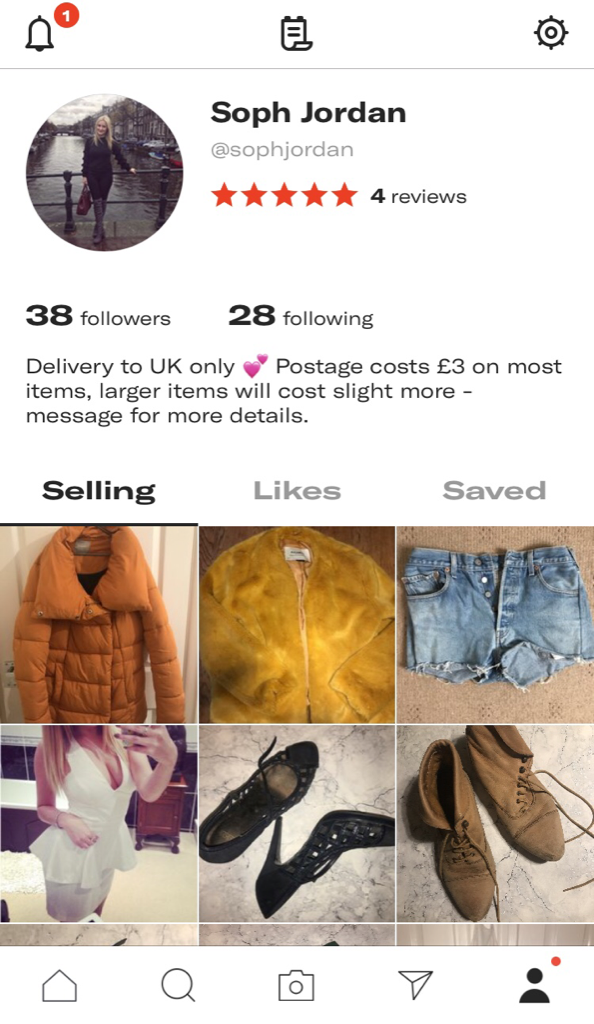 1
Soph Jordan
@sophjordan
4 reviews
38 followers 28 following
Delivery to UK only 💕 Postage costs £3 on most
items, larger items will cost slight more -
message for more details.
Selling Likes Saved